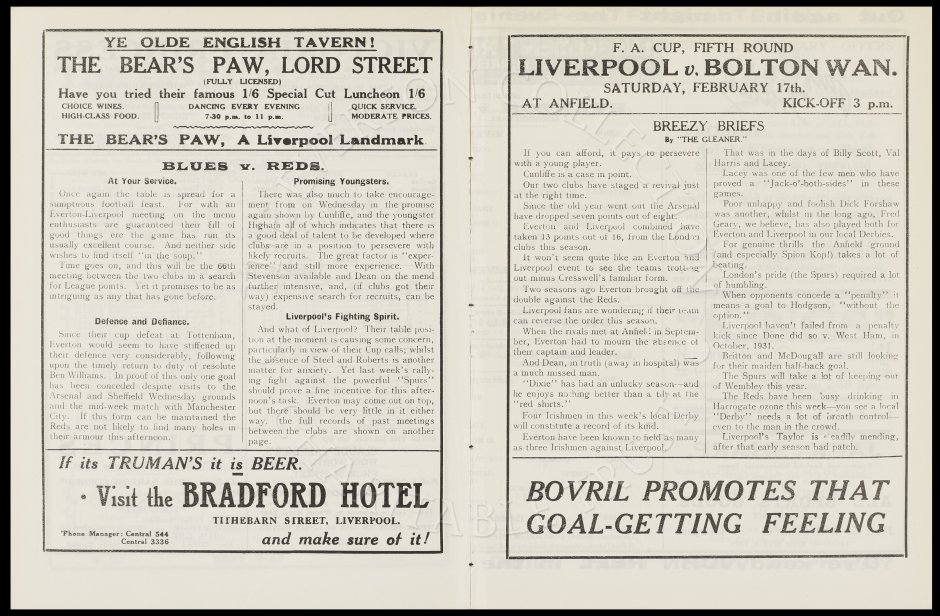 YE OLDE ENGLISH TAVERN!
THE BEAR'S PAW, LORD STREET
(FULLY LICENSED)
Have you tried their famous 1/6 Special Cut Luncheon 1/6
CHOICE WINES.
HIGH-CLASS FOOD.
DANCING EVERY EVENING
7-30 p.m. to 11 p.m.
QUICK SERVICE.
MODERATE PRICES.
THE BEAR'S PAW, A Liverpool Landmark
BLUES v. REDS.
At Your Service.
Once again the table is spread for a
sumptuous football feast. For with an
Everton-Liverpool meeting on the menu
enthusiasts are guaranteed their fill of
good things ere the game has run its
usually excellent course. And neither side
wishes to find itself "in the soup."
Time goes on, and this will be the 66th
meeting between the two clubs in a search
for League points. Yet it promises to be as
intriguing as any that has gone before.
Defence and Defiance.
Since their cup defeat at Tottenham,
Everton would seem to have stiffened up
their defence very considerably, following
upon the timely return to duty of resolute
Ben Williams. In proof of this only one goal
has been conceded despite visits to the
Arsenal and Sheffield Wednesday grounds
and the mid-week match with Manchester
City. If this form can be maintained the
Reds are not likely to find many holes in
their armour this afternoon.
Promising Youngsters.
There was also much to take encourage-
ment from on Wednesday in the promise
again shown by Cunliffe, and the youngster
Higham all of which indicates that there is
a good deal of talent to be developed where
clubs are in a position to persevere with
likely recruits. The great factor is "exper-
ience" and still more experience. With
Stevenson available and Dean on the mend
further intensive, and, (if clubs got their
way) expensive search for recruits, can be
stayed.
Liverpool's Fighting Spirit.
And what of Liverpool? Their table posi-
tion at the moment is causing some concern,
particularly in view of their Cup calls; whilst
the absence of Steel and Roberts is another
matter for anxiety. Yet last week's rally-
ing fight against the powerful "Spurs"
should prove a fine incentive for this after-
noon's task. Everton may come out on top,
but there should be very little in it either
way. (the full records of past meetings
between the clubs are shown on another
page.
If its TRUMAN'S it is BEER.
• Visit the BRADFORD HOTEL
TITHEBARN STREET, LIVERPOOL.
'Phone Manager: Central 544
Central 3336
and make sure of it!
F. A. CUP, FIFTH ROUND
LIVERPOOL v. BOLTON WAN.
SATURDAY, FEBRUARY 17th.
AT ANFIELD. KICK-OFF 3 p.m.
BREEZY BRIEFS
By "THE GLEANER."
If you can afford, it pays to persevere
with a young player.
Cunliffe is a case in point.
Our two clubs have staged a revival just
at the right time.
Since the old year went out the Arsenal
have dropped seven points out of eight.
Everton and Liverpool combined have
taken 13 points out of 16, from the London
clubs this season.
It won't seem quite like an Everton and
Liverpool event to see the teams trotting
out minus Cresswell's familiar form.
Two seasons ago Everton brought off the
double against the Reds.
Liverpool fans are wondering if their team
can reverse the order this season.
When the rivals met at Anfield in Septem-
ber, Everton had to mourn the absence of
their captain and leader.
And Dean, in truth (away in hospital) was
a much missed man.
"Dixie" has had an unlucky season—and
he enjoys nothing better than a tilt at the
"red shirts."
Four Irishmen in this week's local Derby
will constitute a record of its kind.
Everton have been known to field as many
as three Irishmen against Liverpool.
That was in the days of Billy Scott, Val
Harris and Lacey.
Lacey was one of the few men who have
proved a "Jack-o'-both-sides" in these
games.
Poor unhappy and foolish Dick Forshaw
was another, whilst in the long ago, Fred
Geary, we believe, has also played both for
Everton and Liverpool in our local Derbies.
For genuine thrills the Anfield ground
(and especially Spion Kop!) takes a lot of
beating.
London's pride (the Spurs) required a lot
of humbling.
When opponents concede a "penalty" it
means a goal to Hodgson, "without the
option."
Liverpool haven't failed from a penalty
kick since Done did so v. West Ham, in
October, 1931.
Britton and McDougall are still looking
for their maiden half-back goal.
The Spurs will take a lot of keeping out
of Wembley this year.
The Reds have been busy drinking in
Harrogate ozone this week—you see a local
"Derby" needs a lot of breath control—
even to the man in the crowd.
Liverpool's Taylor is steadily mending,
after that early season bad patch.
BOVRIL PROMOTES THAT
GOAL-GETTING FEELING